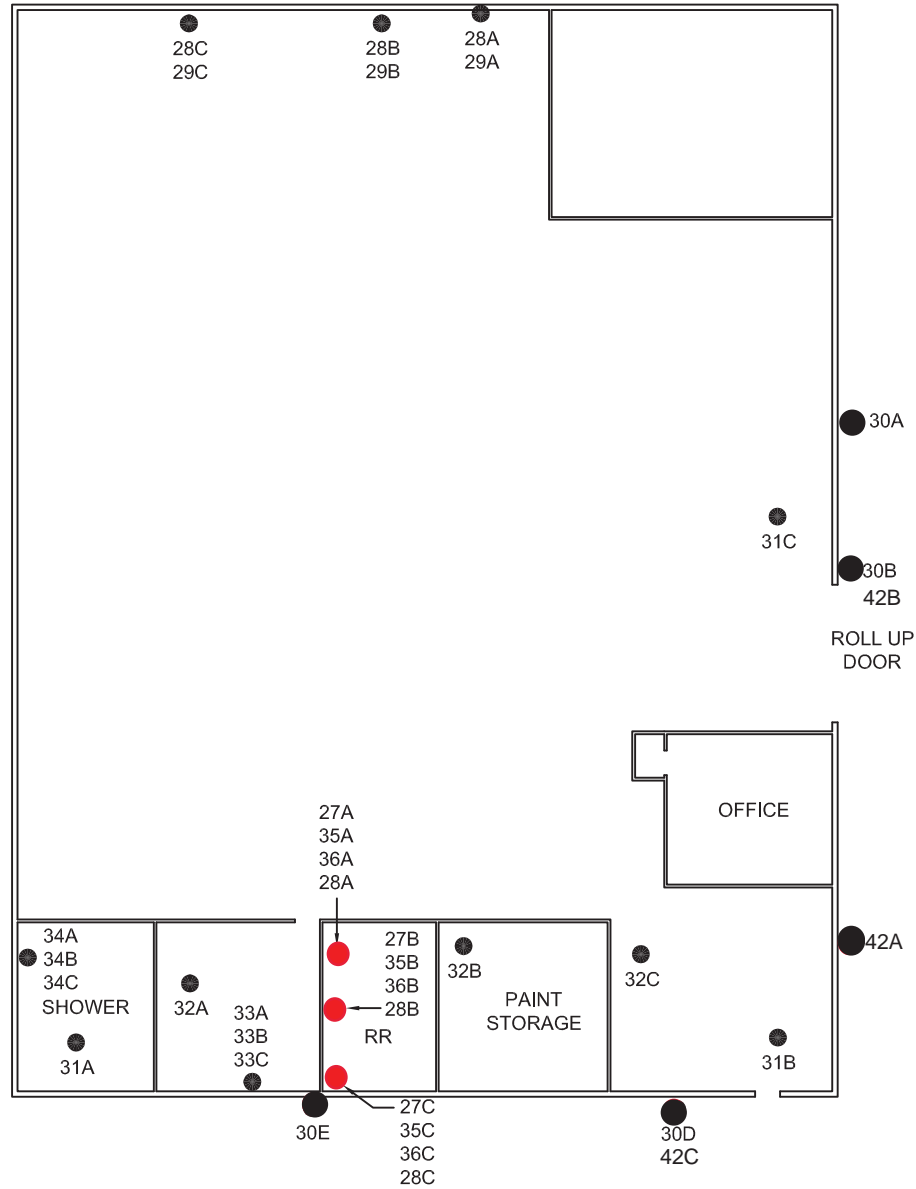 28C
29C
28B
29B
28A
29A
30A
31C
30B
42B
ROLL UP
DOOR
OFFICE
27A
35A
36A
28A
34A
34B
34C
SHOWER
31A
32A
33A
33B
33C
27B
35B
36B
28B
RR
32B
PAINT
STORAGE
32C
42A
31B
30E
27C
35C
36C
28C
30D
42C